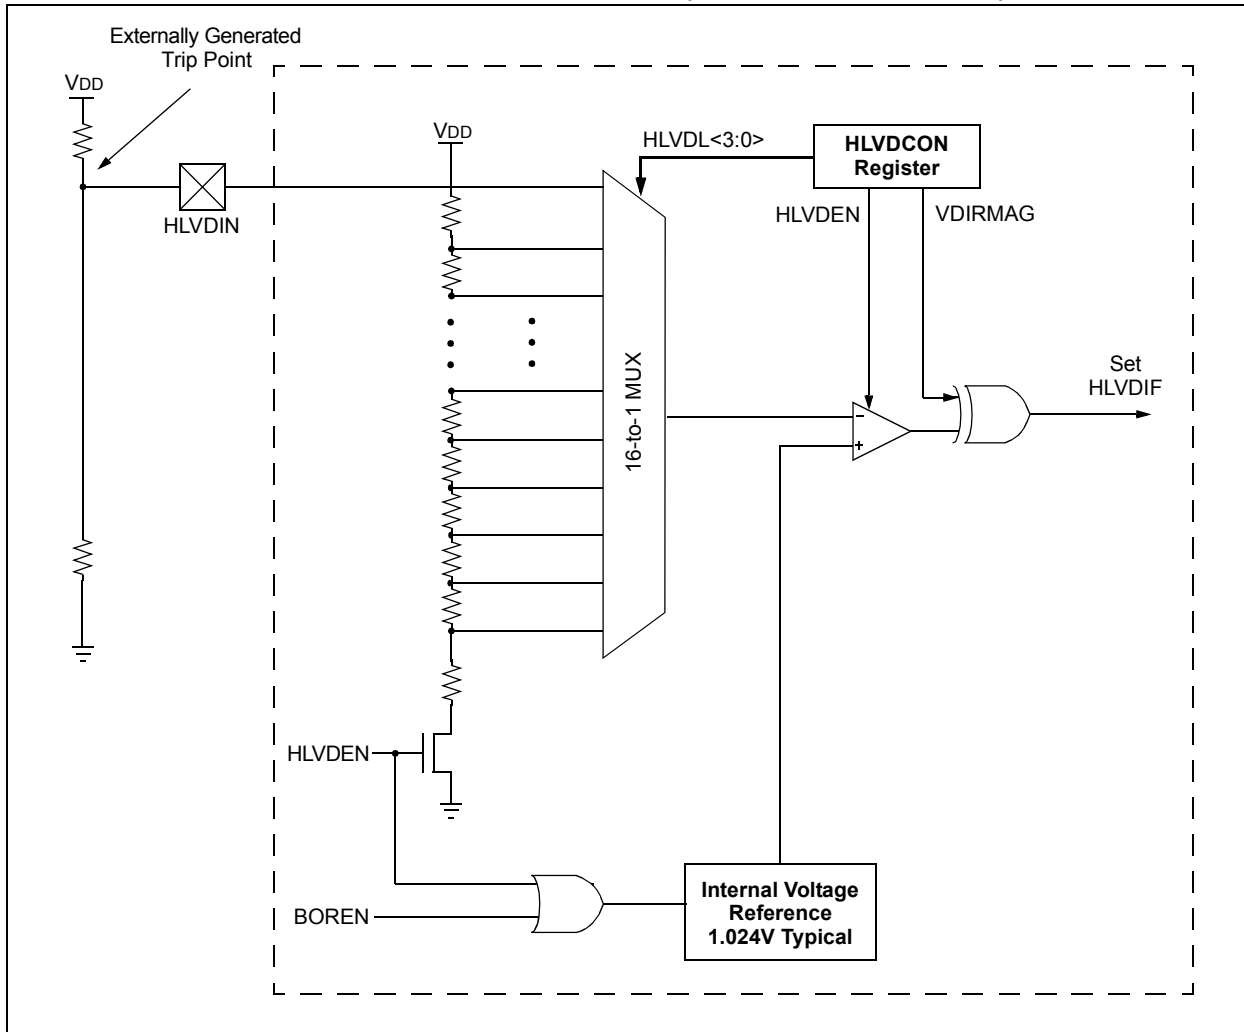 Externally Generated
Trip Point
VDD
VDD
HLVDL<3:0>
HLVDCON
Register
HLVDIN
HLVDEN
VDIRMAG
16-to-1 MUX
Set
HLVDIF
–
+
HLVDEN
BOREN
Internal Voltage
Reference
1.024V Typical